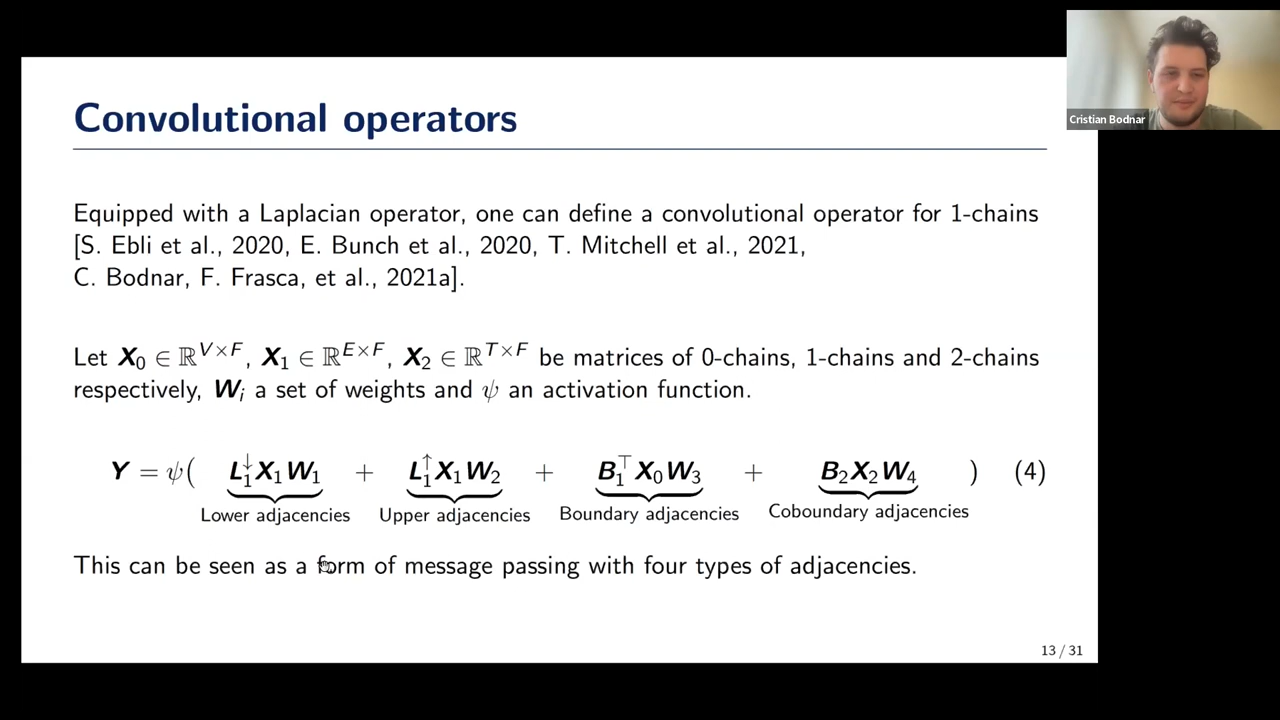 Convolutional operators
Cristian Bodnar
Equipped with a Laplacian operator, one can define a convolutional operator for 1-chains
[S. Ebli et al., 2020, E. Bunch et al., 2020, T. Mitchell et al., 2021,
C. Bodnar, F. Frasca, et al., 2021a].
Let X₀ ∈ ℝ^{V×F}, X₁ ∈ ℝ^{E×F}, X₂ ∈ ℝ^{T×F} be matrices of 0-chains, 1-chains and 2-chains
respectively, Wᵢ a set of weights and ψ an activation function.
Y = ψ( L₁^↓ X₁W₁ + L₁^↑ X₁W₂ + B₁^⊤ X₀W₃ + B₂X₂W₄ ) (4)
Lower adjacencies Upper adjacencies Boundary adjacencies Coboundary adjacencies
This can be seen as a form of message passing with four types of adjacencies.
13 / 31